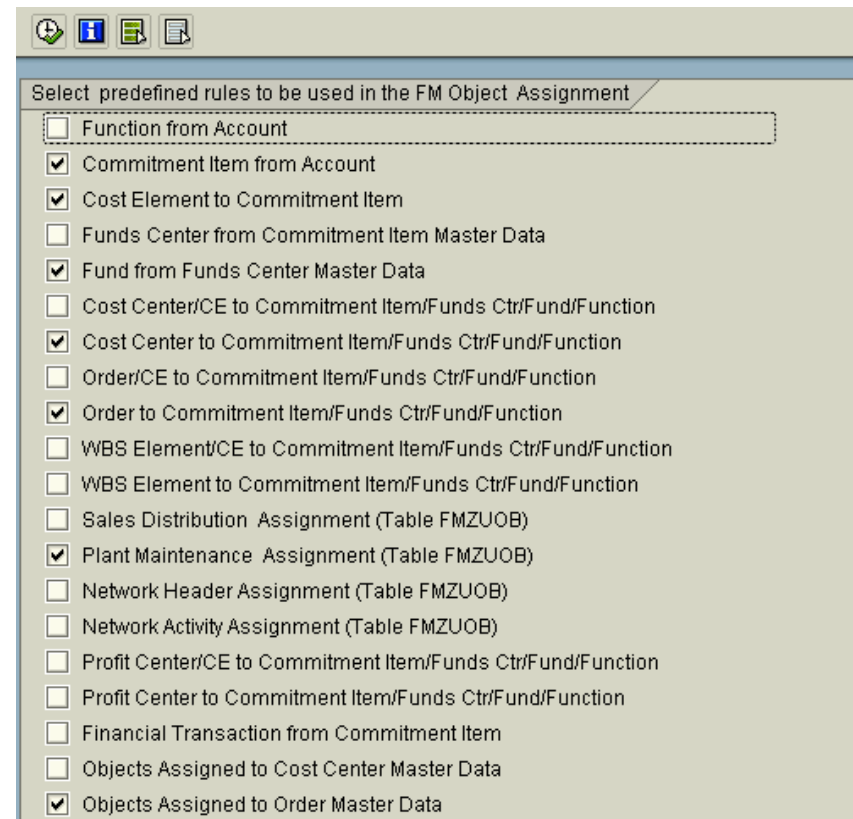 Select predefined rules to be used in the FM Object Assignment
Function from Account
Commitment Item from Account
Cost Element to Commitment Item
Funds Center from Commitment Item Master Data
Fund from Funds Center Master Data
Cost Center/CE to Commitment Item/Funds Ctr/Fund/Function
Cost Center to Commitment Item/Funds Ctr/Fund/Function
Order/CE to Commitment Item/Funds Ctr/Fund/Function
Order to Commitment Item/Funds Ctr/Fund/Function
WBS Element/CE to Commitment Item/Funds Ctr/Fund/Function
WBS Element to Commitment Item/Funds Ctr/Fund/Function
Sales Distribution Assignment (Table FMZUOB)
Plant Maintenance Assignment (Table FMZUOB)
Network Header Assignment (Table FMZUOB)
Network Activity Assignment (Table FMZUOB)
Profit Center/CE to Commitment Item/Funds Ctr/Fund/Function
Profit Center to Commitment Item/Funds Ctr/Fund/Function
Financial Transaction from Commitment Item
Objects Assigned to Cost Center Master Data
Objects Assigned to Order Master Data